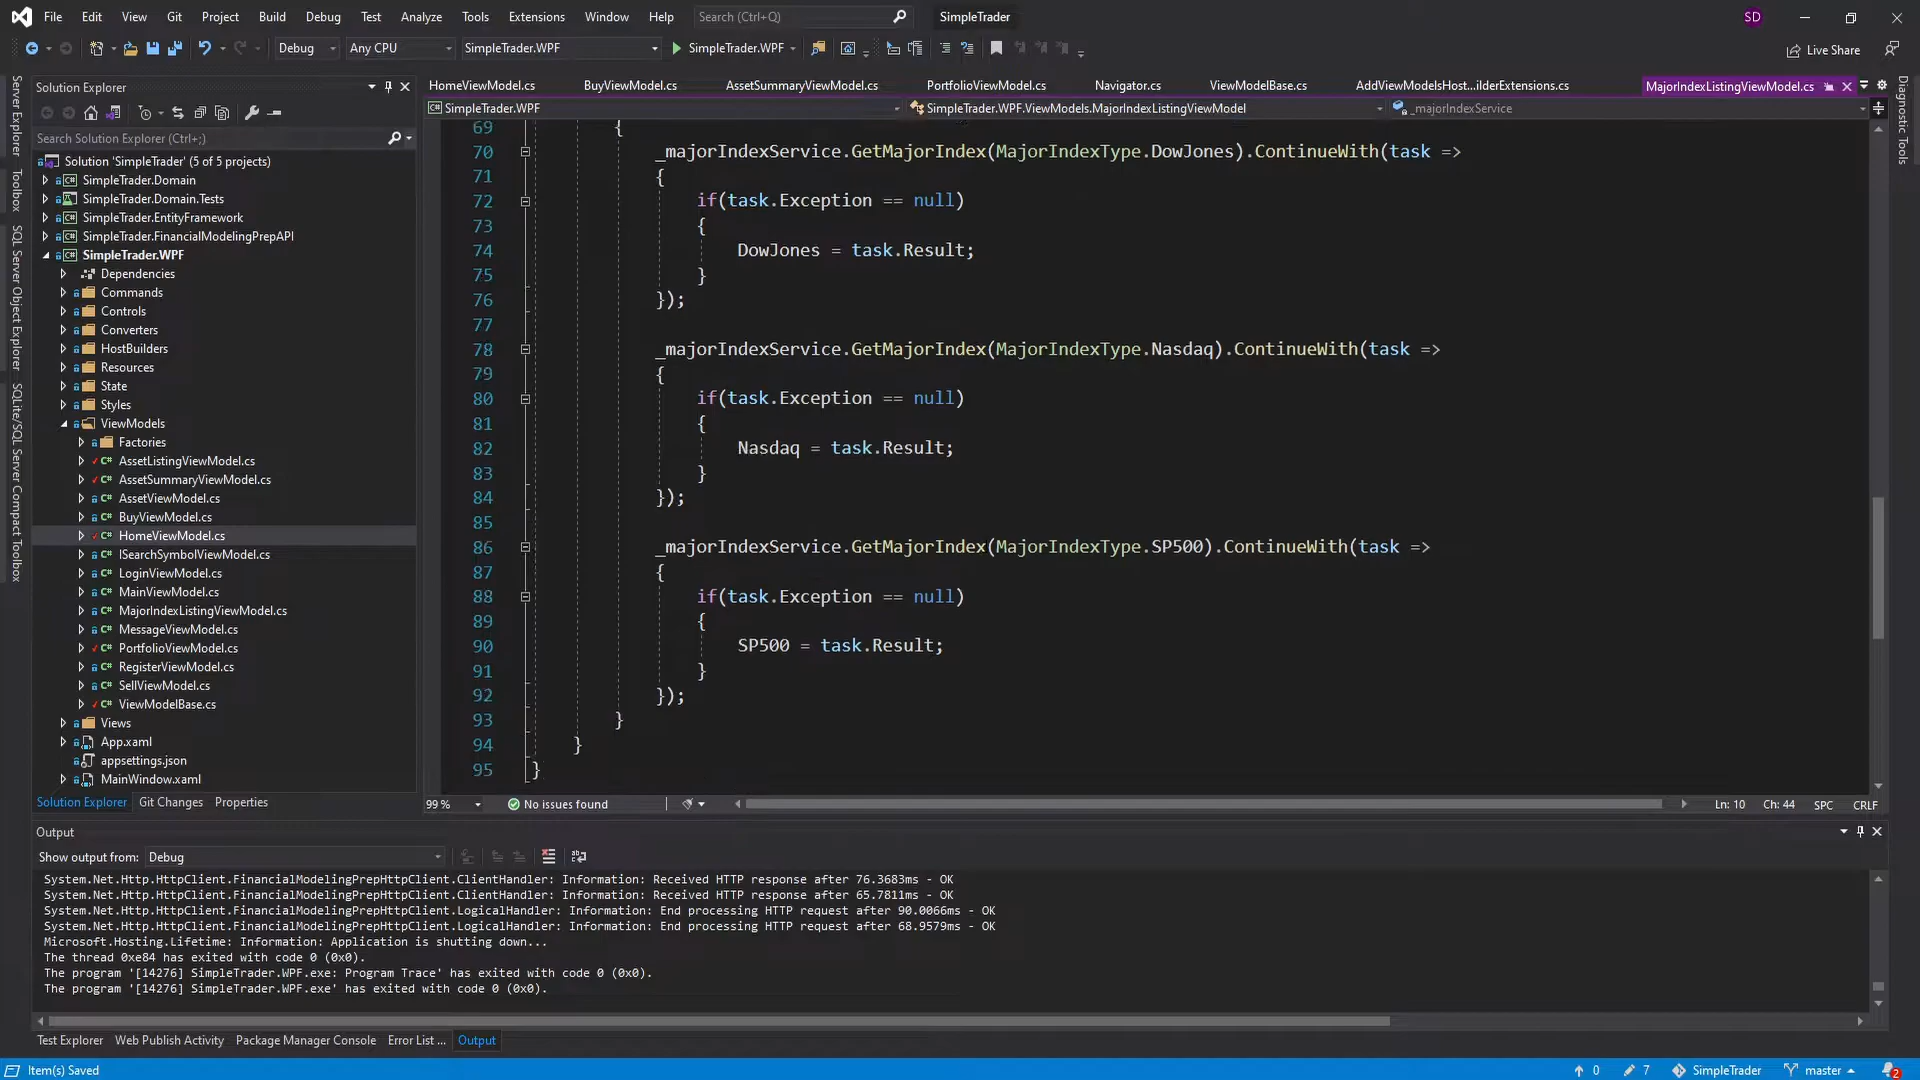 File Edit View Git Project Build Debug Test Analyze Tools Extensions Window Help Search (Ctrl+Q) SimpleTrader SD
Debug Any CPU SimpleTrader.WPF SimpleTrader.WPF Live Share
Server Explorer
Toolbox
SQL Server Object Explorer
SQLite/SQL Server Compact Toolbox
Solution Explorer
Search Solution Explorer (Ctrl+;)
Solution 'SimpleTrader' (5 of 5 projects)
SimpleTrader.Domain
SimpleTrader.Domain.Tests
SimpleTrader.EntityFramework
SimpleTrader.FinancialModelingPrepAPI
SimpleTrader.WPF
Dependencies
Commands
Controls
Converters
HostBuilders
Resources
State
Styles
ViewModels
Factories
AssetListingViewModel.cs
AssetSummaryViewModel.cs
AssetViewModel.cs
BuyViewModel.cs
HomeViewModel.cs
ISearchSymbolViewModel.cs
LoginViewModel.cs
MainViewModel.cs
MajorIndexListingViewModel.cs
MessageViewModel.cs
PortfolioViewModel.cs
RegisterViewModel.cs
SellViewModel.cs
ViewModelBase.cs
Views
App.xaml
appsettings.json
MainWindow.xaml
Solution Explorer Git Changes Properties
HomeViewModel.cs BuyViewModel.cs AssetSummaryViewModel.cs PortfolioViewModel.cs Navigator.cs ViewModelBase.cs AddViewModelsHost...ilderExtensions.cs MajorIndexListingViewModel.cs
SimpleTrader.WPF SimpleTrader.WPF.ViewModels.MajorIndexListingViewModel _majorIndexService
Diagnostic Tools
69 {
70 _majorIndexService.GetMajorIndex(MajorIndexType.DowJones).ContinueWith(task =>
71 {
72 if(task.Exception == null)
73 {
74 DowJones = task.Result;
75 }
76 });
77
78 _majorIndexService.GetMajorIndex(MajorIndexType.Nasdaq).ContinueWith(task =>
79 {
80 if(task.Exception == null)
81 {
82 Nasdaq = task.Result;
83 }
84 });
85
86 _majorIndexService.GetMajorIndex(MajorIndexType.SP500).ContinueWith(task =>
87 {
88 if(task.Exception == null)
89 {
90 SP500 = task.Result;
91 }
92 });
93 }
94 }
95 }
99 % No issues found Ln: 10 Ch: 44 SPC CRLF
Output
Show output from: Debug
System.Net.Http.HttpClient.FinancialModelingPrepHttpClient.ClientHandler: Information: Received HTTP response after 76.3683ms - OK
System.Net.Http.HttpClient.FinancialModelingPrepHttpClient.ClientHandler: Information: Received HTTP response after 65.7811ms - OK
System.Net.Http.HttpClient.FinancialModelingPrepHttpClient.LogicalHandler: Information: End processing HTTP request after 90.0066ms - OK
System.Net.Http.HttpClient.FinancialModelingPrepHttpClient.LogicalHandler: Information: End processing HTTP request after 68.9579ms - OK
Microsoft.Hosting.Lifetime: Information: Application is shutting down...
The thread 0xe84 has exited with code 0 (0x0).
The program '[14276] SimpleTrader.WPF.exe: Program Trace' has exited with code 0 (0x0).
The program '[14276] SimpleTrader.WPF.exe' has exited with code 0 (0x0).
Test Explorer Web Publish Activity Package Manager Console Error List ... Output
Item(s) Saved 0 7 SimpleTrader master 2